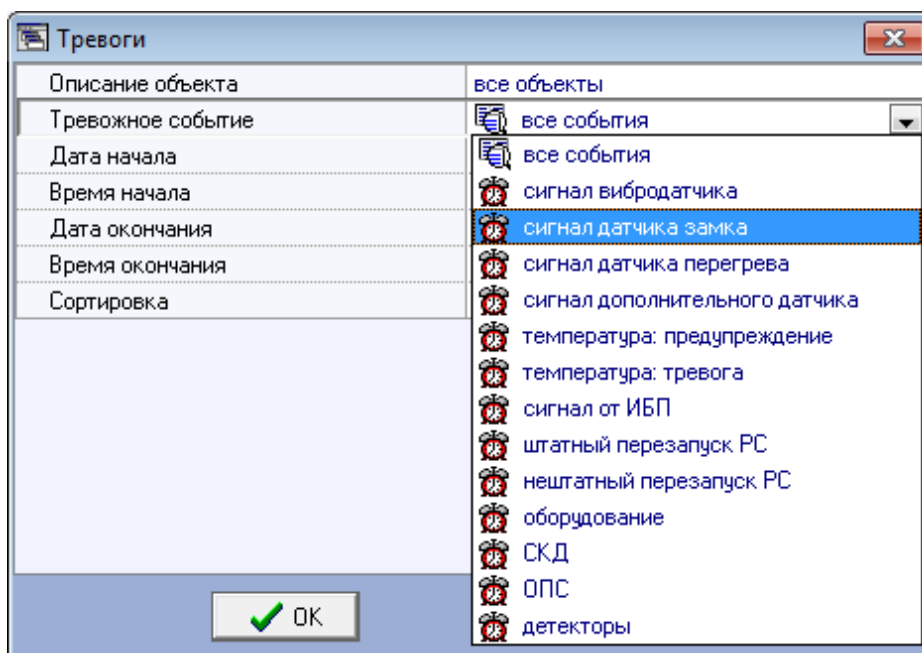 Тревоги
Описание объекта все объекты
Тревожное событие все события
Дата начала все события
Время начала сигнал вибродатчика
Дата окончания сигнал датчика замка
Время окончания сигнал датчика перегрева
Сортировка сигнал дополнительного датчика
температура: предупреждение
температура: тревога
сигнал от ИБП
штатный перезапуск PC
нештатный перезапуск PC
оборудование
СКД
ОПС
OK детекторы